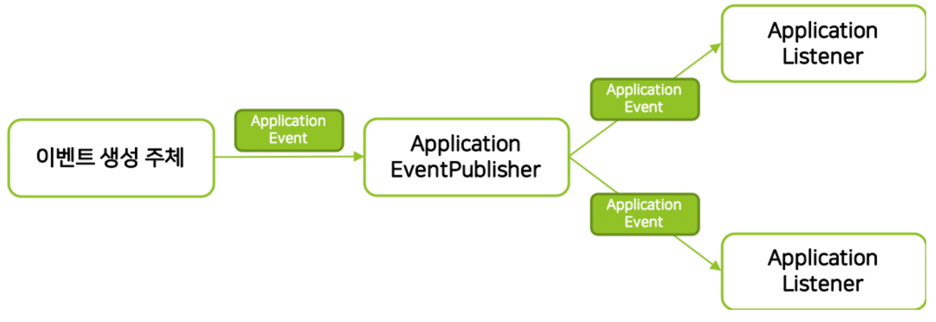 이벤트 생성 주체
Application
Event
Application
EventPublisher
Application
Event
Application
Listener
Application
Event
Application
Listener